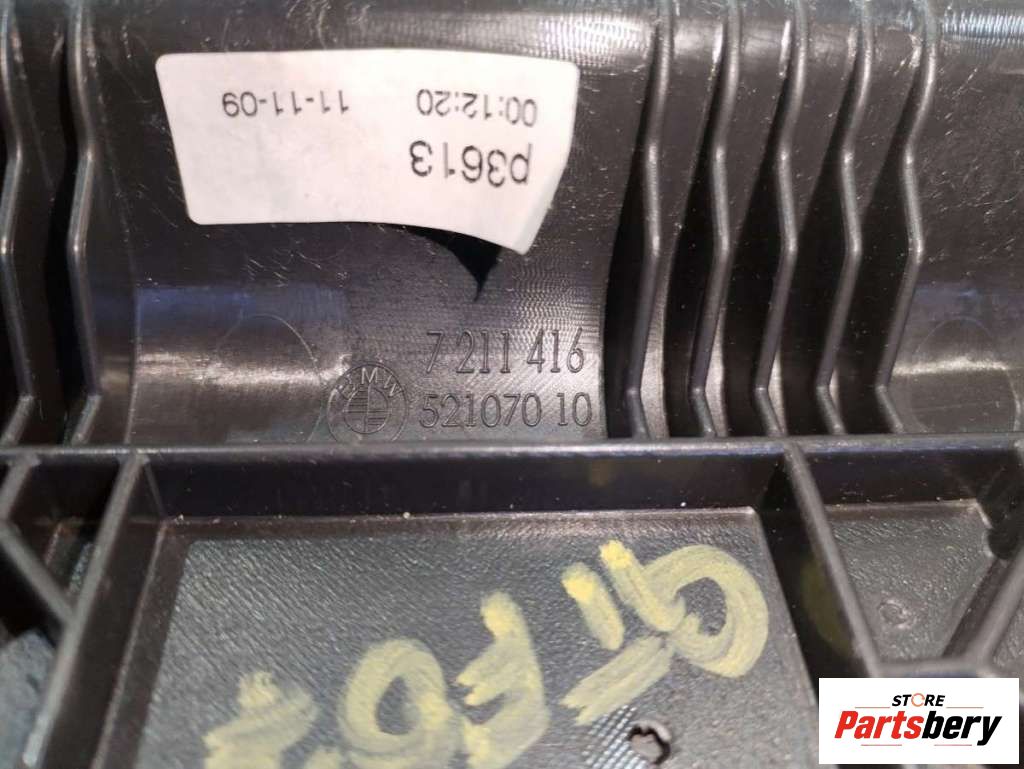 p3613
00:12:20 11-11-09
7 211 416
BMW
521070 10
STORE
Partsbery